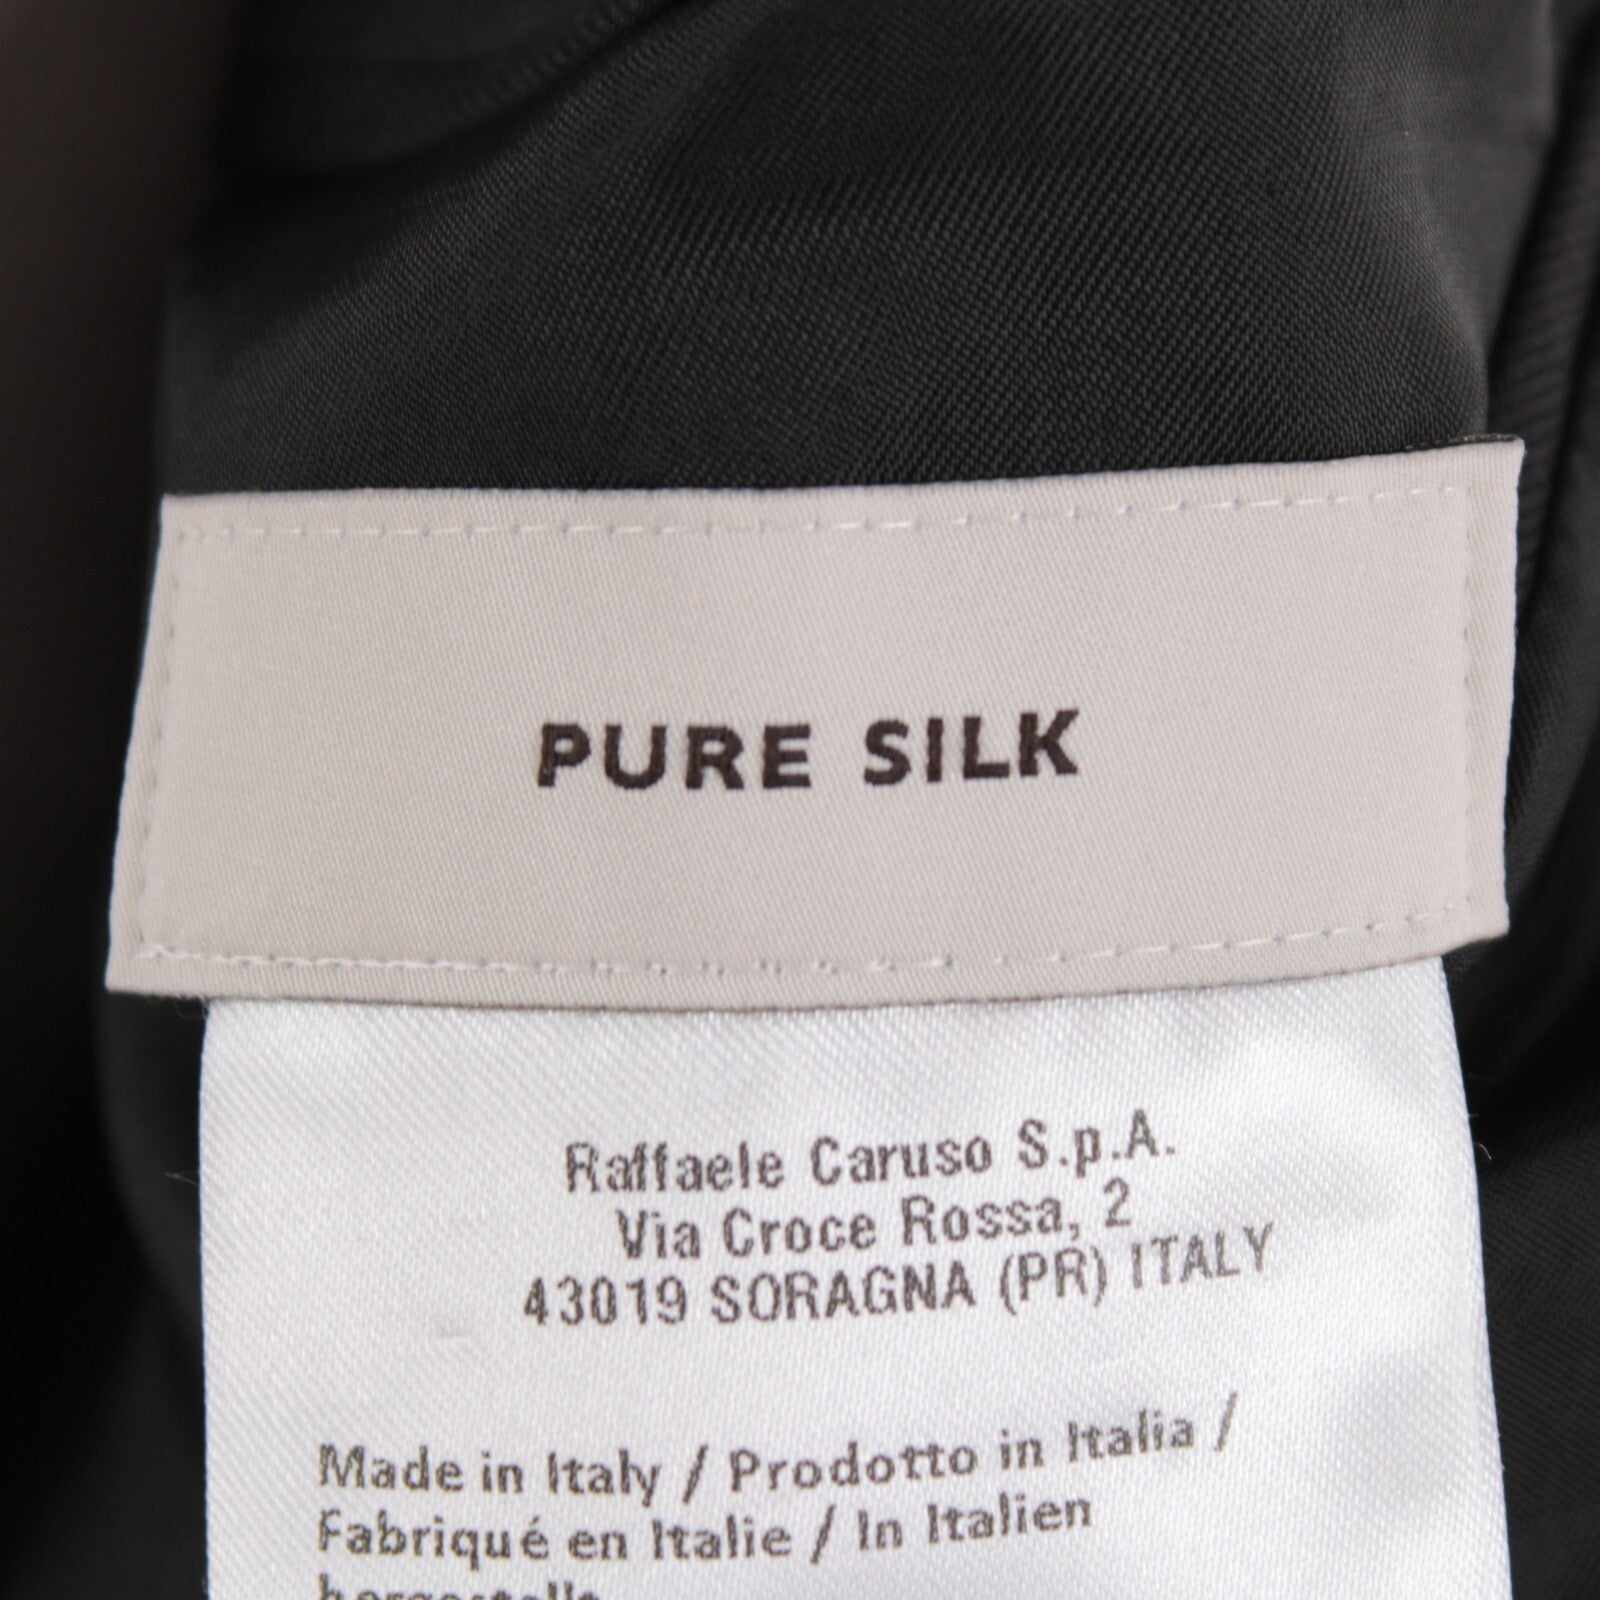 PURE SILK
Raffaele Caruso S.p.A.
Via Croce Rossa, 2
43019 SORAGNA (PR) ITALY
Made in Italy / Prodotto in Italia /
Fabriqué en Italie / In Italien
hergestellt